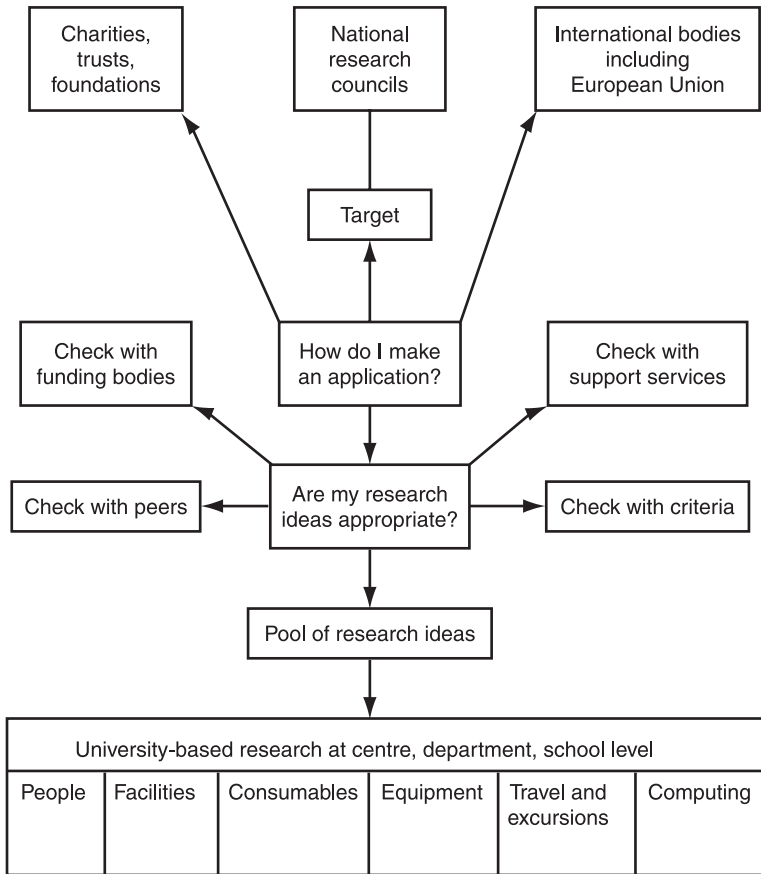 Charities,
trusts,
foundations
National
research
councils
International bodies
including
European Union
Target
Check with
funding bodies
How do I make
an application?
Check with
support services
Check with peers
Are my research
ideas appropriate?
Check with criteria
Pool of research ideas
University-based research at centre, department, school level
People
Facilities
Consumables
Equipment
Travel and
excursions
Computing